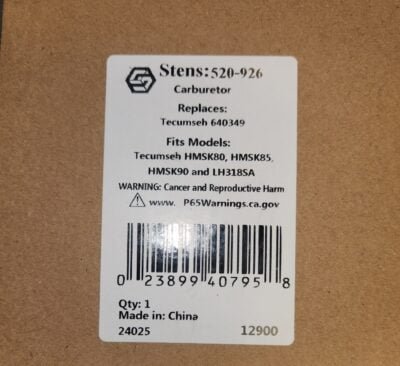 Stens:520-926
Carburetor
Replaces:
Tecumseh 640349
Fits Models:
Tecumseh HMSK80, HMSK85,
HMSK90 and LH318SA
WARNING: Cancer and Reproductive Harm
www. P65Warnings.ca.gov
0 23899 40795 8
Qty: 1
Made in: China
24025 12900